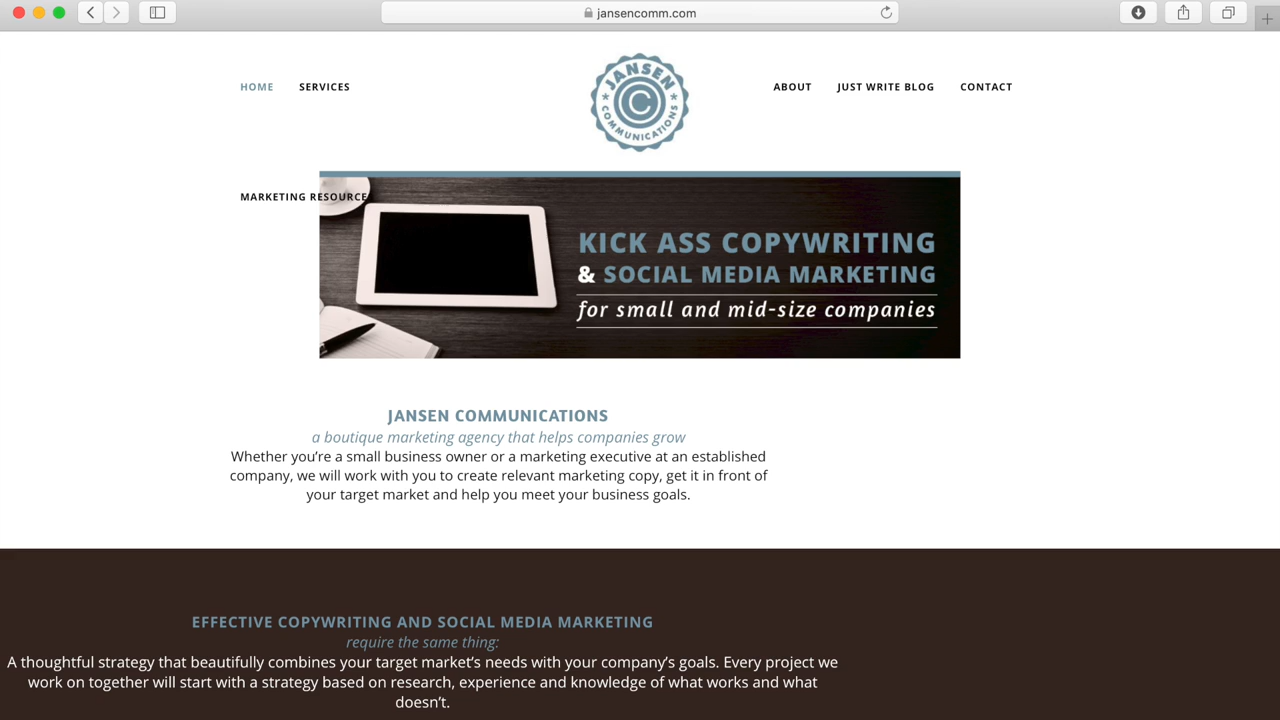 jansencomm.com
HOME SERVICES
JANSEN COMMUNICATIONS
C
ABOUT JUST WRITE BLOG CONTACT
MARKETING RESOURCE
KICK ASS COPYWRITING
& SOCIAL MEDIA MARKETING
for small and mid-size companies
JANSEN COMMUNICATIONS
a boutique marketing agency that helps companies grow
Whether you’re a small business owner or a marketing executive at an established
company, we will work with you to create relevant marketing copy, get it in front of
your target market and help you meet your business goals.
EFFECTIVE COPYWRITING AND SOCIAL MEDIA MARKETING
require the same thing:
A thoughtful strategy that beautifully combines your target market’s needs with your company’s goals. Every project we
work on together will start with a strategy based on research, experience and knowledge of what works and what
doesn’t.